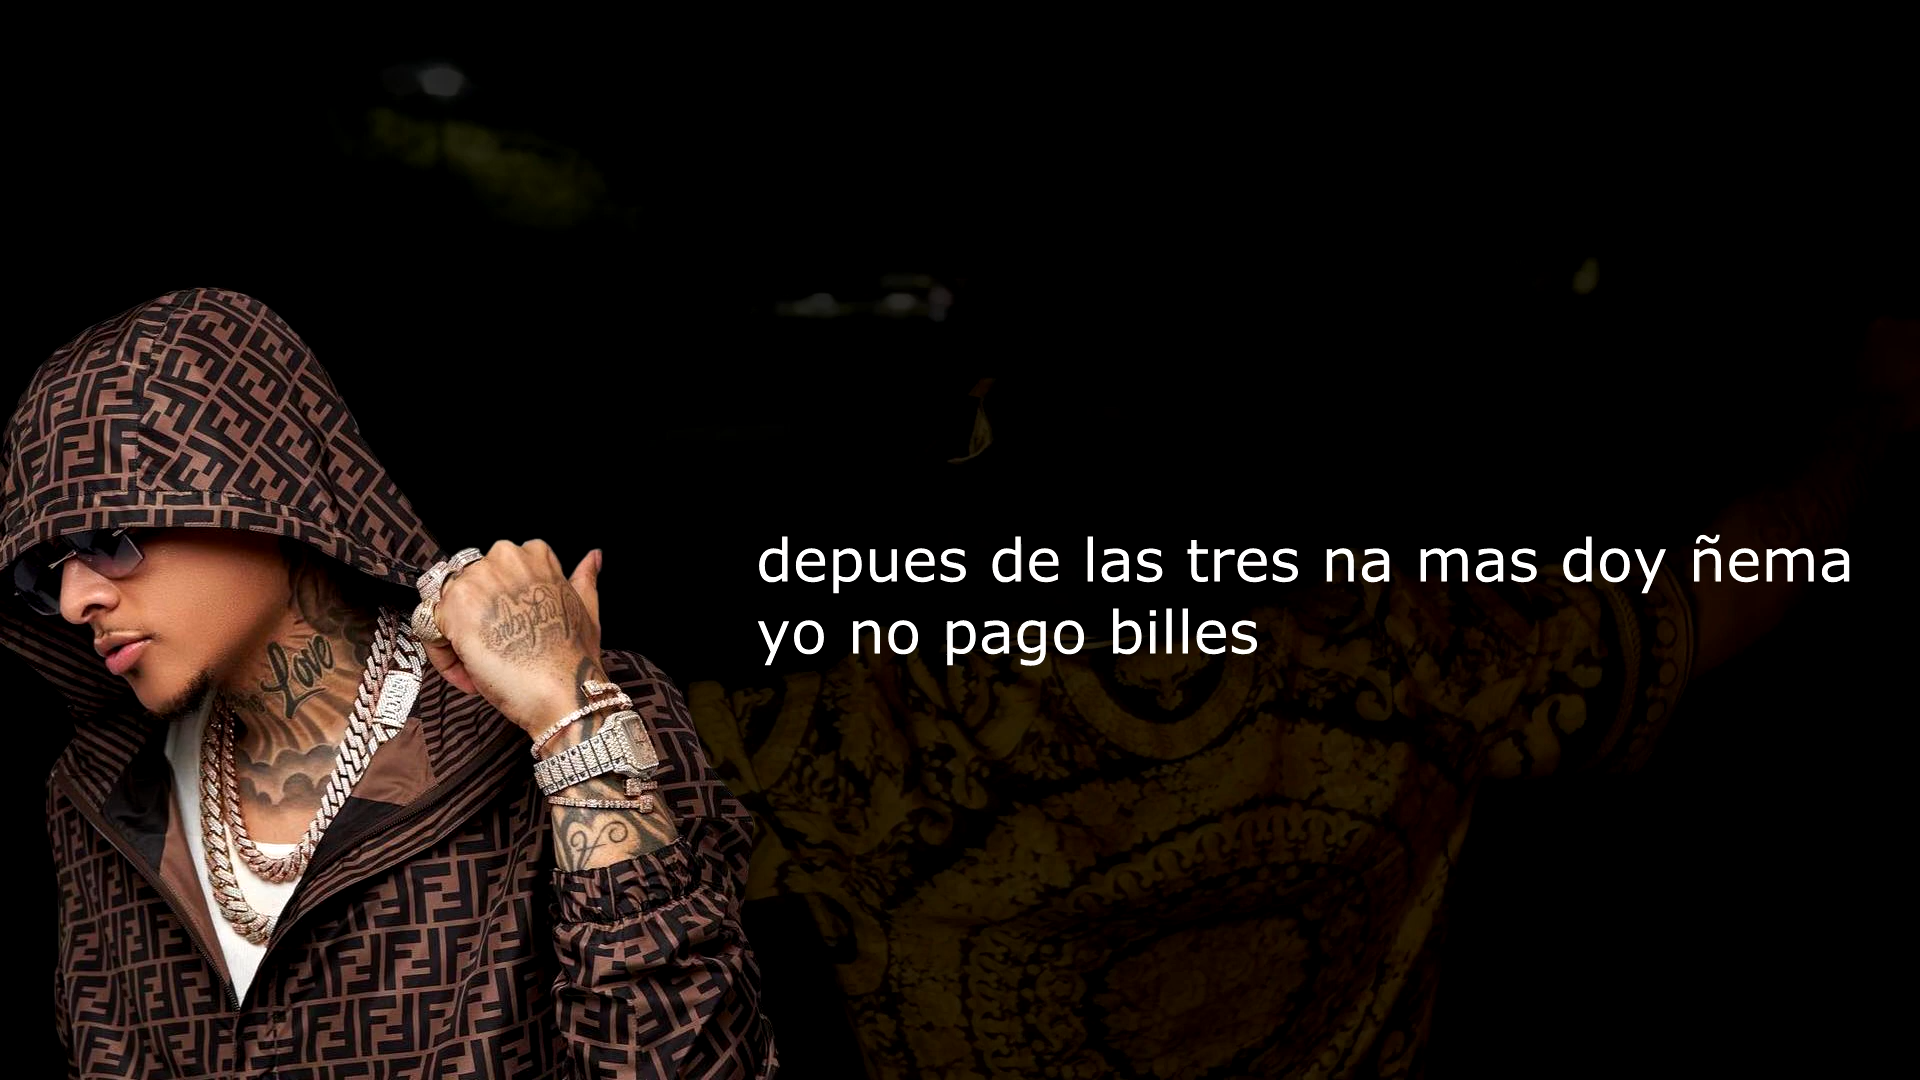 depues de las tres na mas doy ñema
yo no pago billes
Love